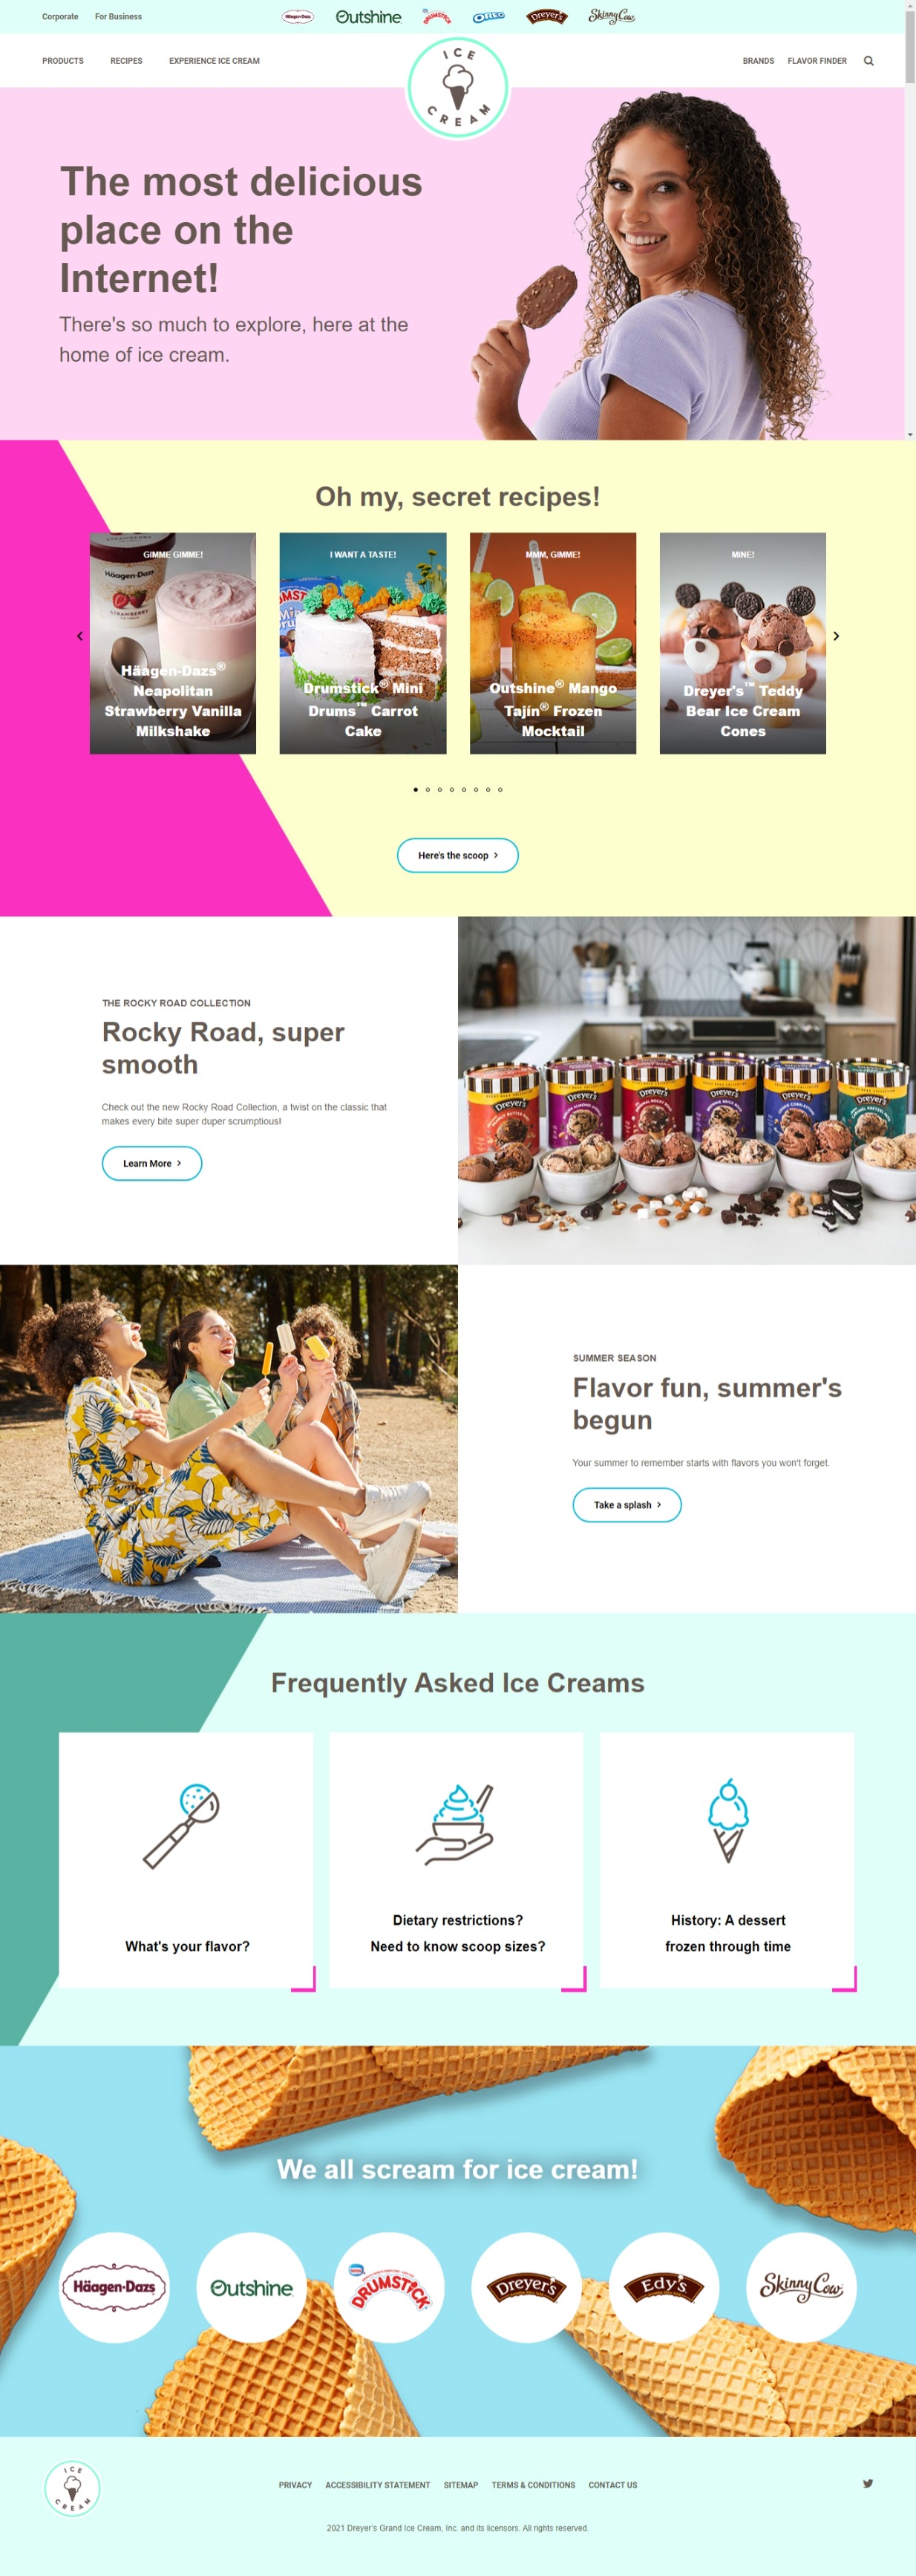 Corporate
For Business
Häagen-Dazs
Outshine
DRUMSTICK
OREO
Dreyer's
Skinny Cow
PRODUCTS
RECIPES
EXPERIENCE ICE CREAM
ICE
CREAM
BRANDS
FLAVOR FINDER
The most delicious
place on the
Internet!
There's so much to explore, here at the
home of ice cream.
Oh my, secret recipes!
GIMME GIMME!
Häagen-Dazs
STRAWBERRY
Häagen-Dazs®
Neapolitan
Strawberry Vanilla
Milkshake
I WANT A TASTE!
Drumstick® Mini
Drums™ Carrot
Cake
MMM, GIMME!
Outshine® Mango
Tajín® Frozen
Mocktail
MINE!
Dreyer's™ Teddy
Bear Ice Cream
Cones
Here's the scoop
THE ROCKY ROAD COLLECTION
Rocky Road, super
smooth
Check out the new Rocky Road Collection, a twist on the classic that
makes every bite super duper scrumptious!
Learn More
Dreyer's
Dreyer's
Dreyer's
Dreyer's
Dreyer's
Dreyer's
SUMMER SEASON
Flavor fun, summer's
begun
Your summer to remember starts with flavors you won't forget.
Take a splash
Frequently Asked Ice Creams
What's your flavor?
Dietary restrictions?
Need to know scoop sizes?
History: A dessert
frozen through time
We all scream for ice cream!
Häagen-Dazs
Outshine
DRUMSTICK
Dreyer's
Edy's
Skinny Cow
ICE
CREAM
PRIVACY
ACCESSIBILITY STATEMENT
SITEMAP
TERMS & CONDITIONS
CONTACT US
2021 Dreyer's Grand Ice Cream, Inc. and its licensors. All rights reserved.